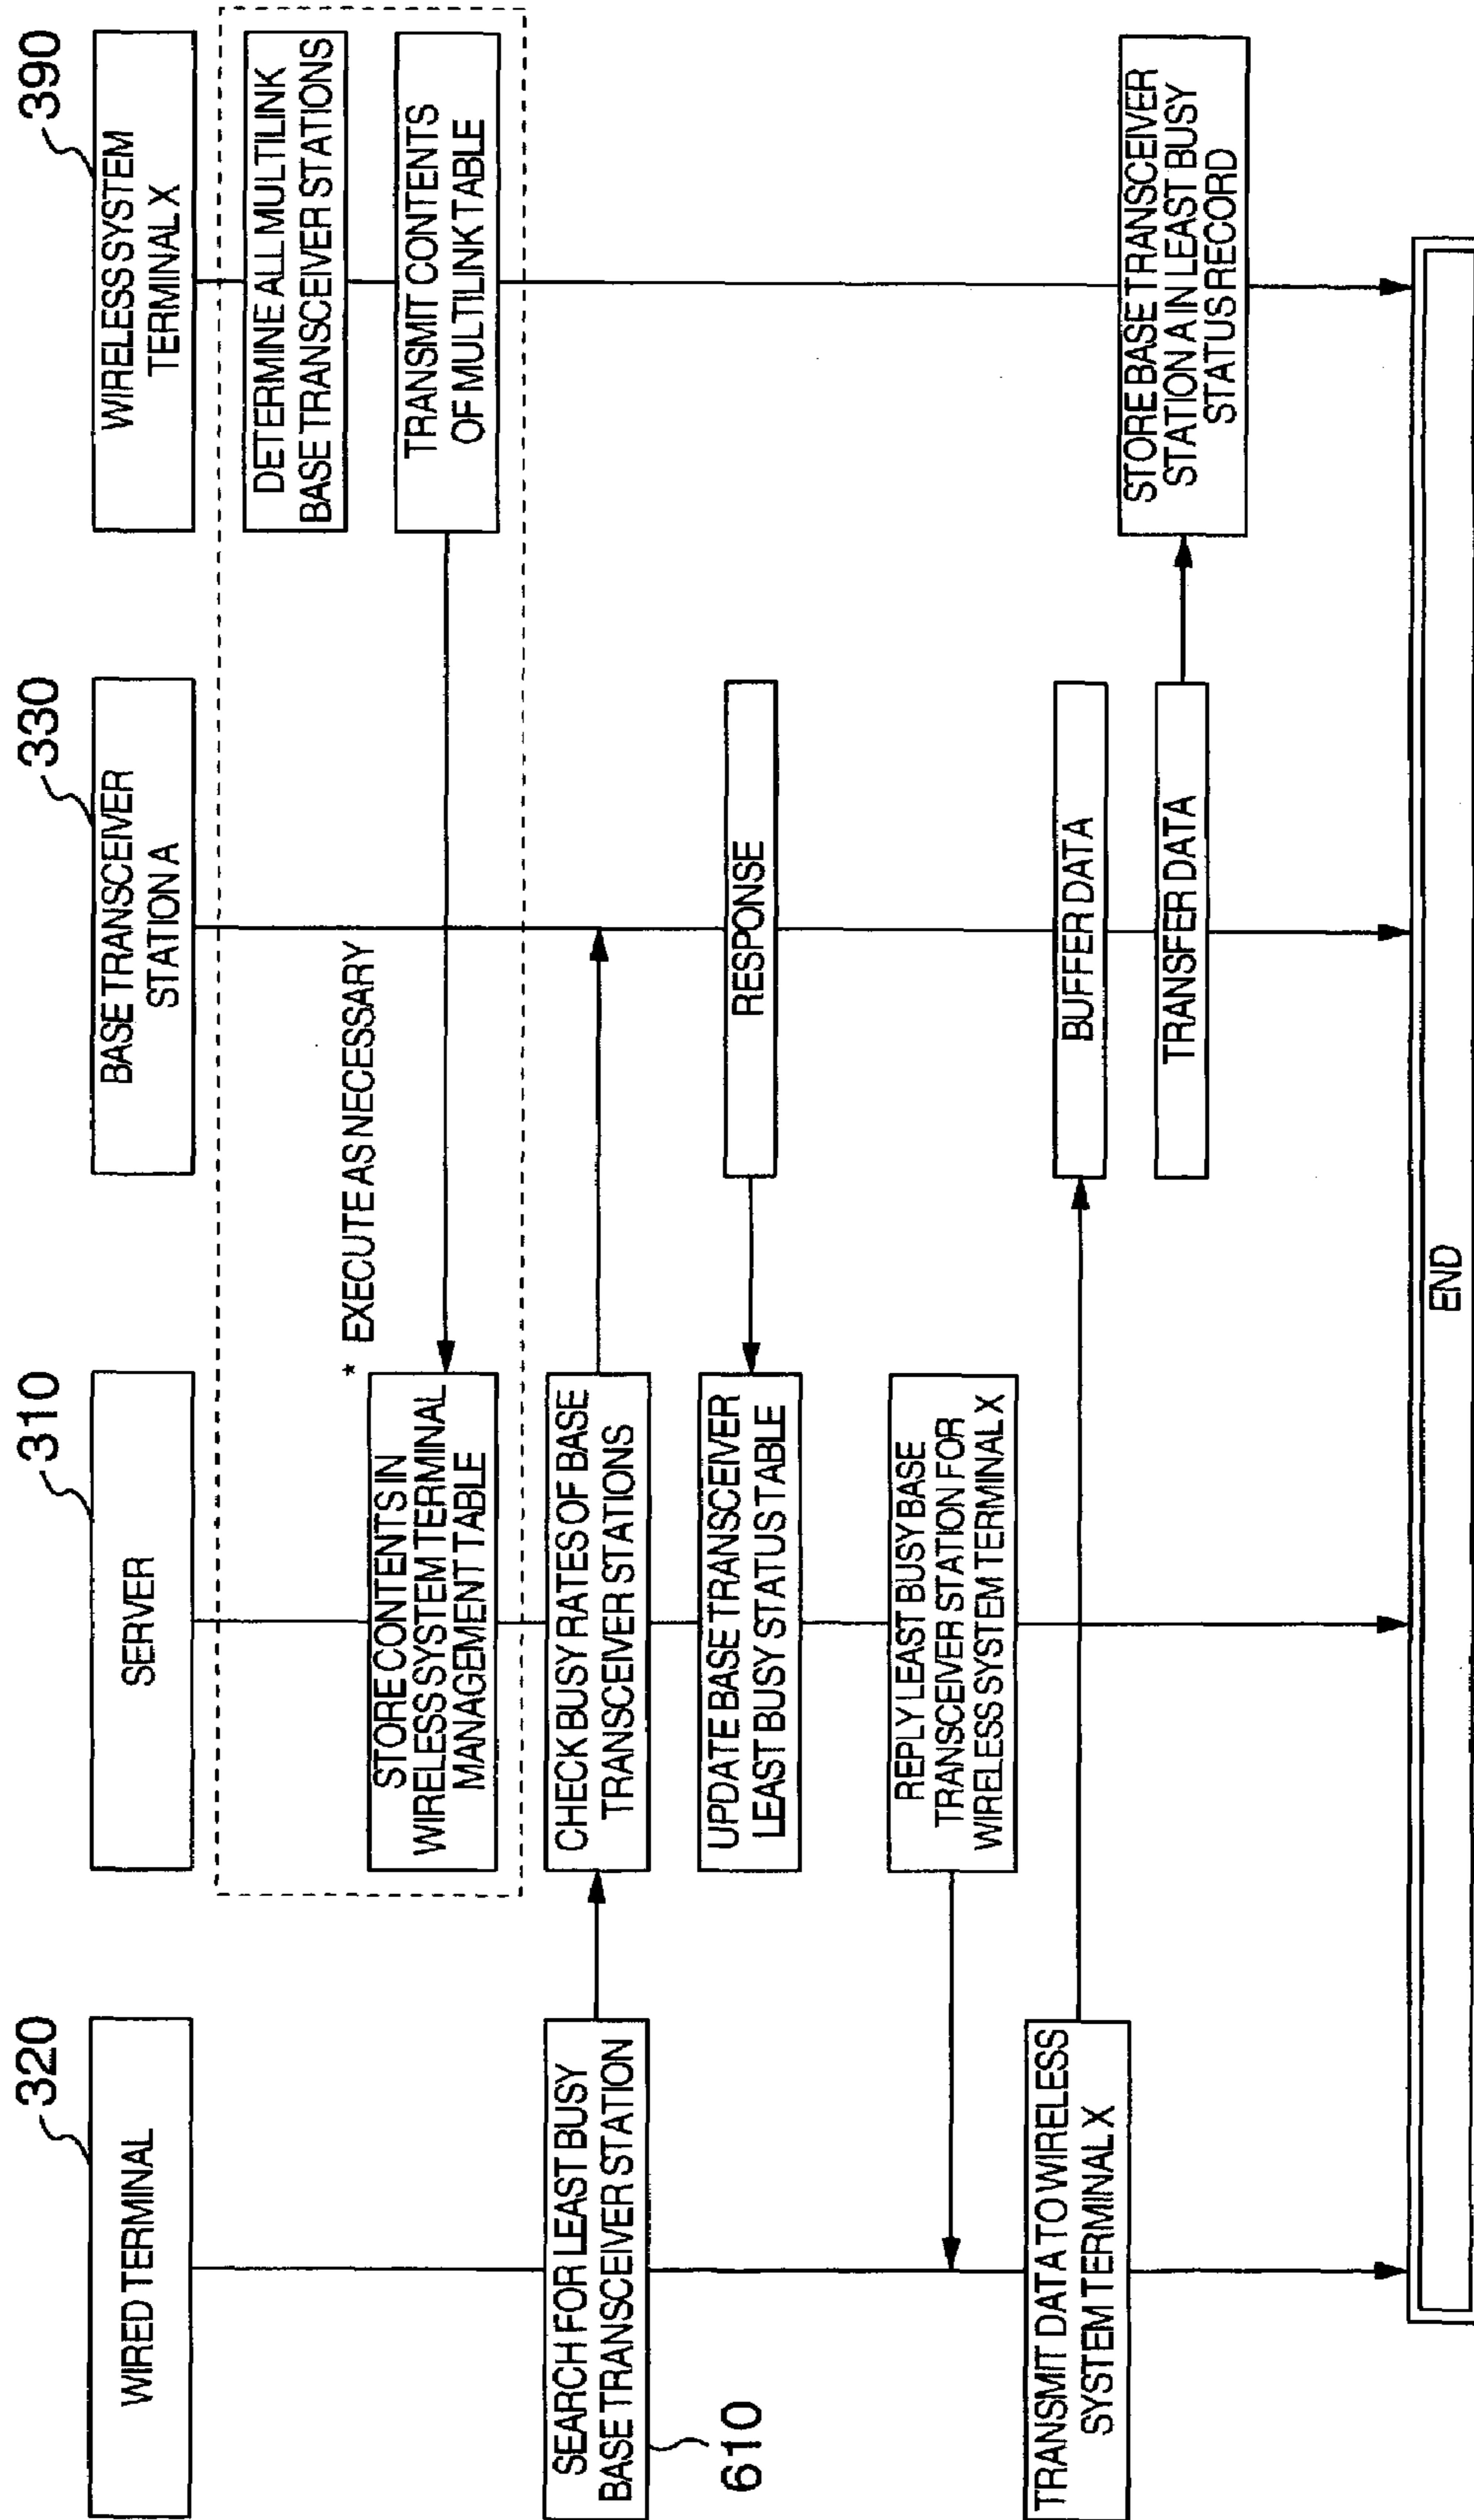 320
WIRED TERMINAL
310
SERVER
330
BASE TRANSCEIVER
STATION A
390
WIRELESS SYSTEM
TERMINAL X
DETERMINE ALL MULTILINK
BASE TRANSCEIVER STATIONS
* EXECUTE AS NECESSARY
STORE CONTENTS IN
WIRELESS SYSTEM TERMINAL
MANAGEMENT TABLE
TRANSMIT CONTENTS
OF MULTILINK TABLE
SEARCH FOR LEAST BUSY
BASE TRANSCEIVER STATION
610
CHECK BUSY RATES OF BASE
TRANSCEIVER STATIONS
UPDATE BASE TRANSCEIVER
LEAST BUSY STATUS TABLE
RESPONSE
REPLY LEAST BUSY BASE
TRANSCEIVER STATION FOR
WIRELESS SYSTEM TERMINAL X
TRANSMIT DATA TO WIRELESS
SYSTEM TERMINAL X
BUFFER DATA
TRANSFER DATA
STORE BASE TRANSCEIVER
STATION A IN LEAST BUSY
STATUS RECORD
END